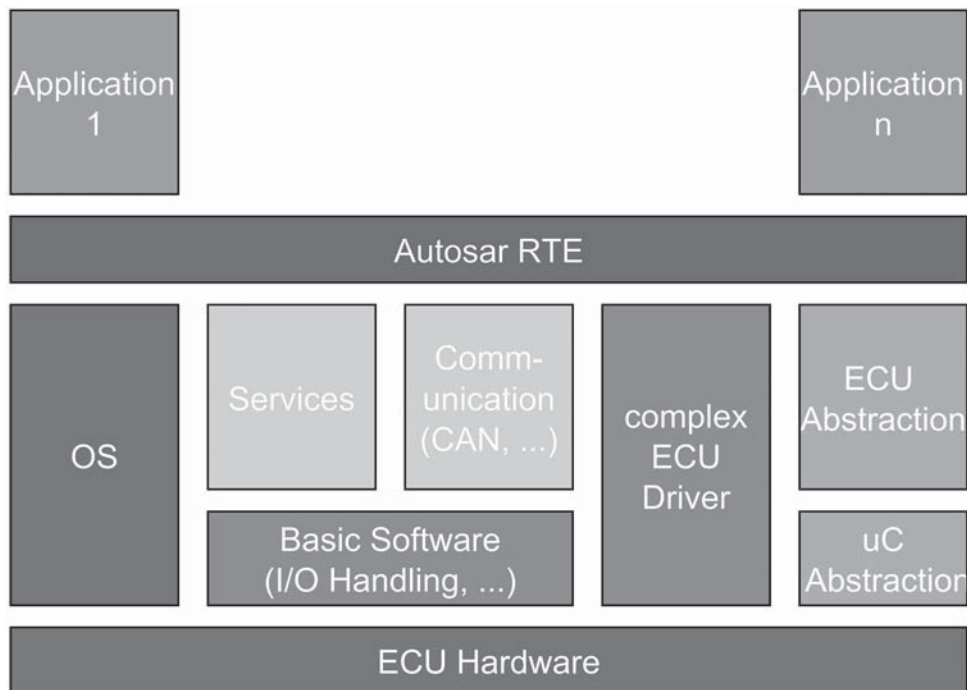 Application
1
Application
n
Autosar RTE
OS
Services
Comm-
unication
(CAN, ...)
complex
ECU
Driver
ECU
Abstraction
Basic Software
(I/O Handling, ...)
uC
Abstraction
ECU Hardware